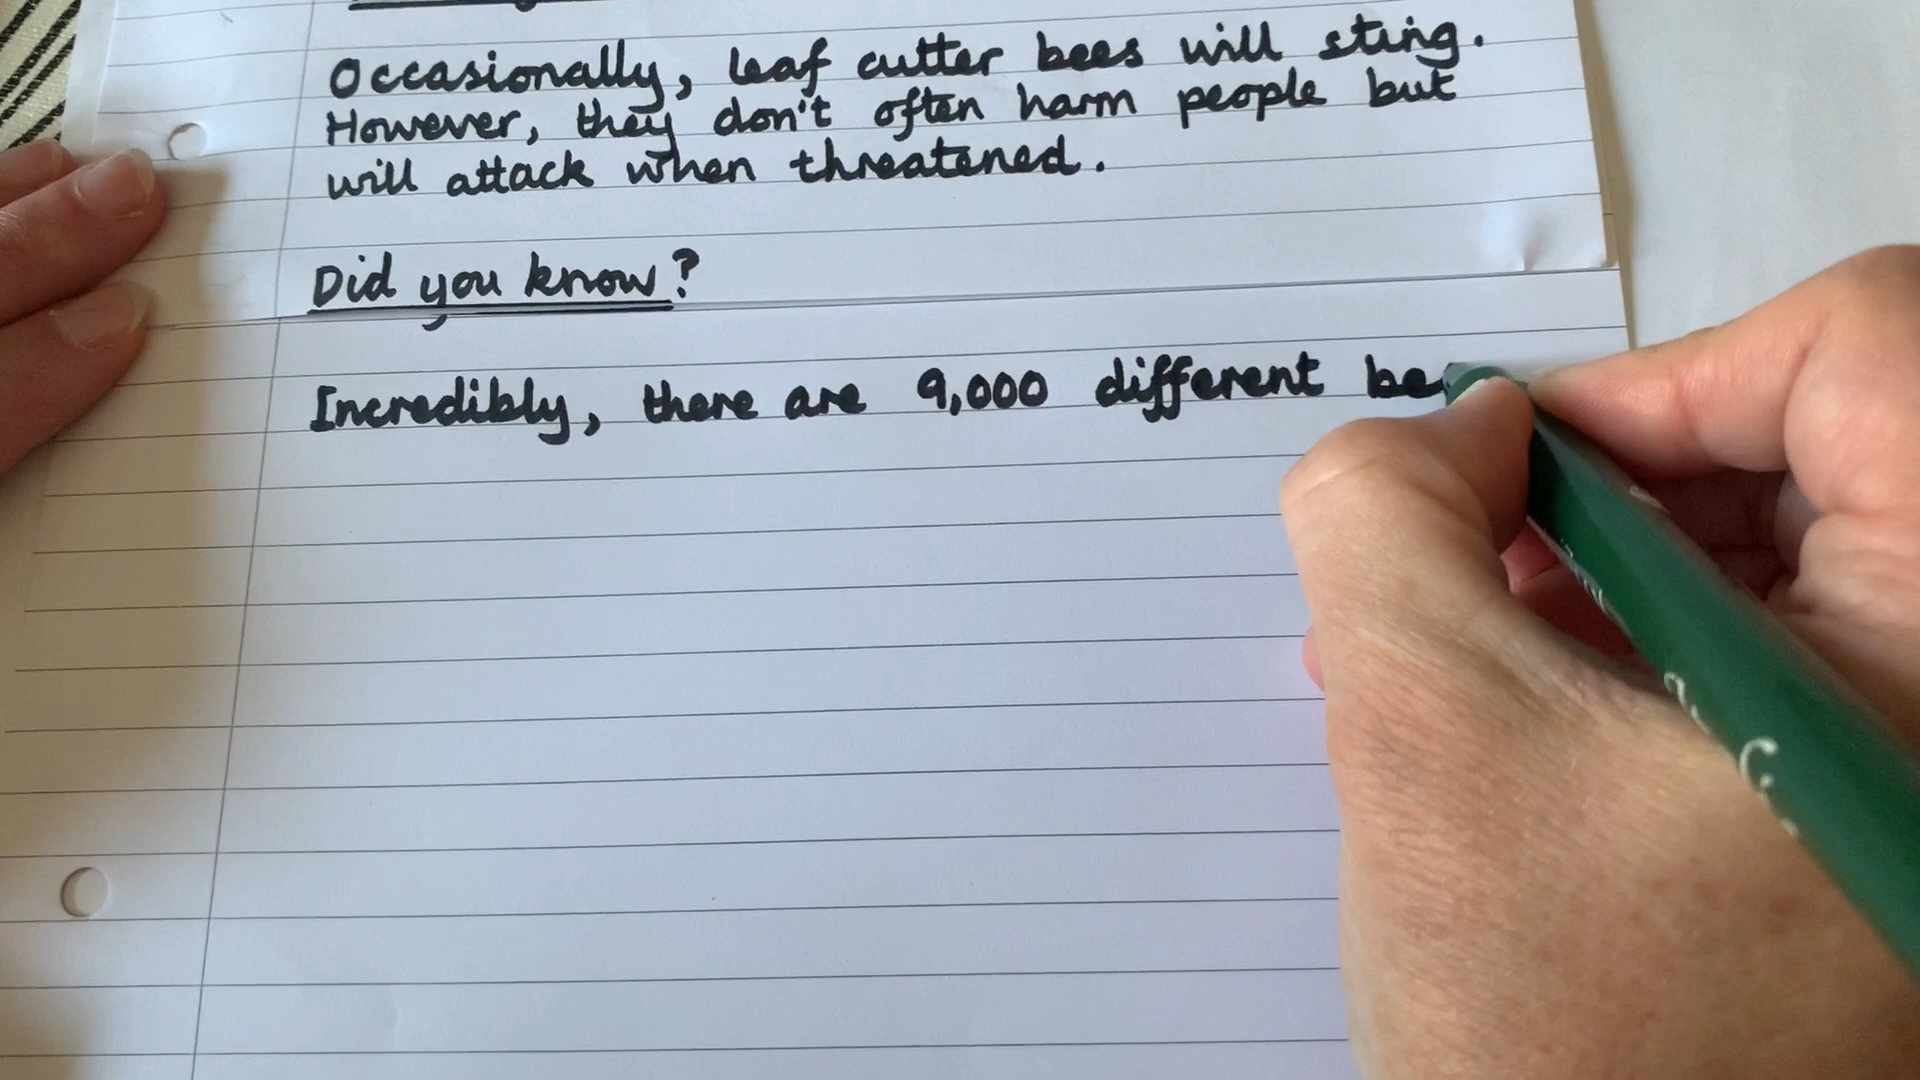 Occasionally, leaf cutter bees will sting.
However, they don't often harm people but
will attack when threatened.
Did you know?
Incredibly, there are 9,000 different be